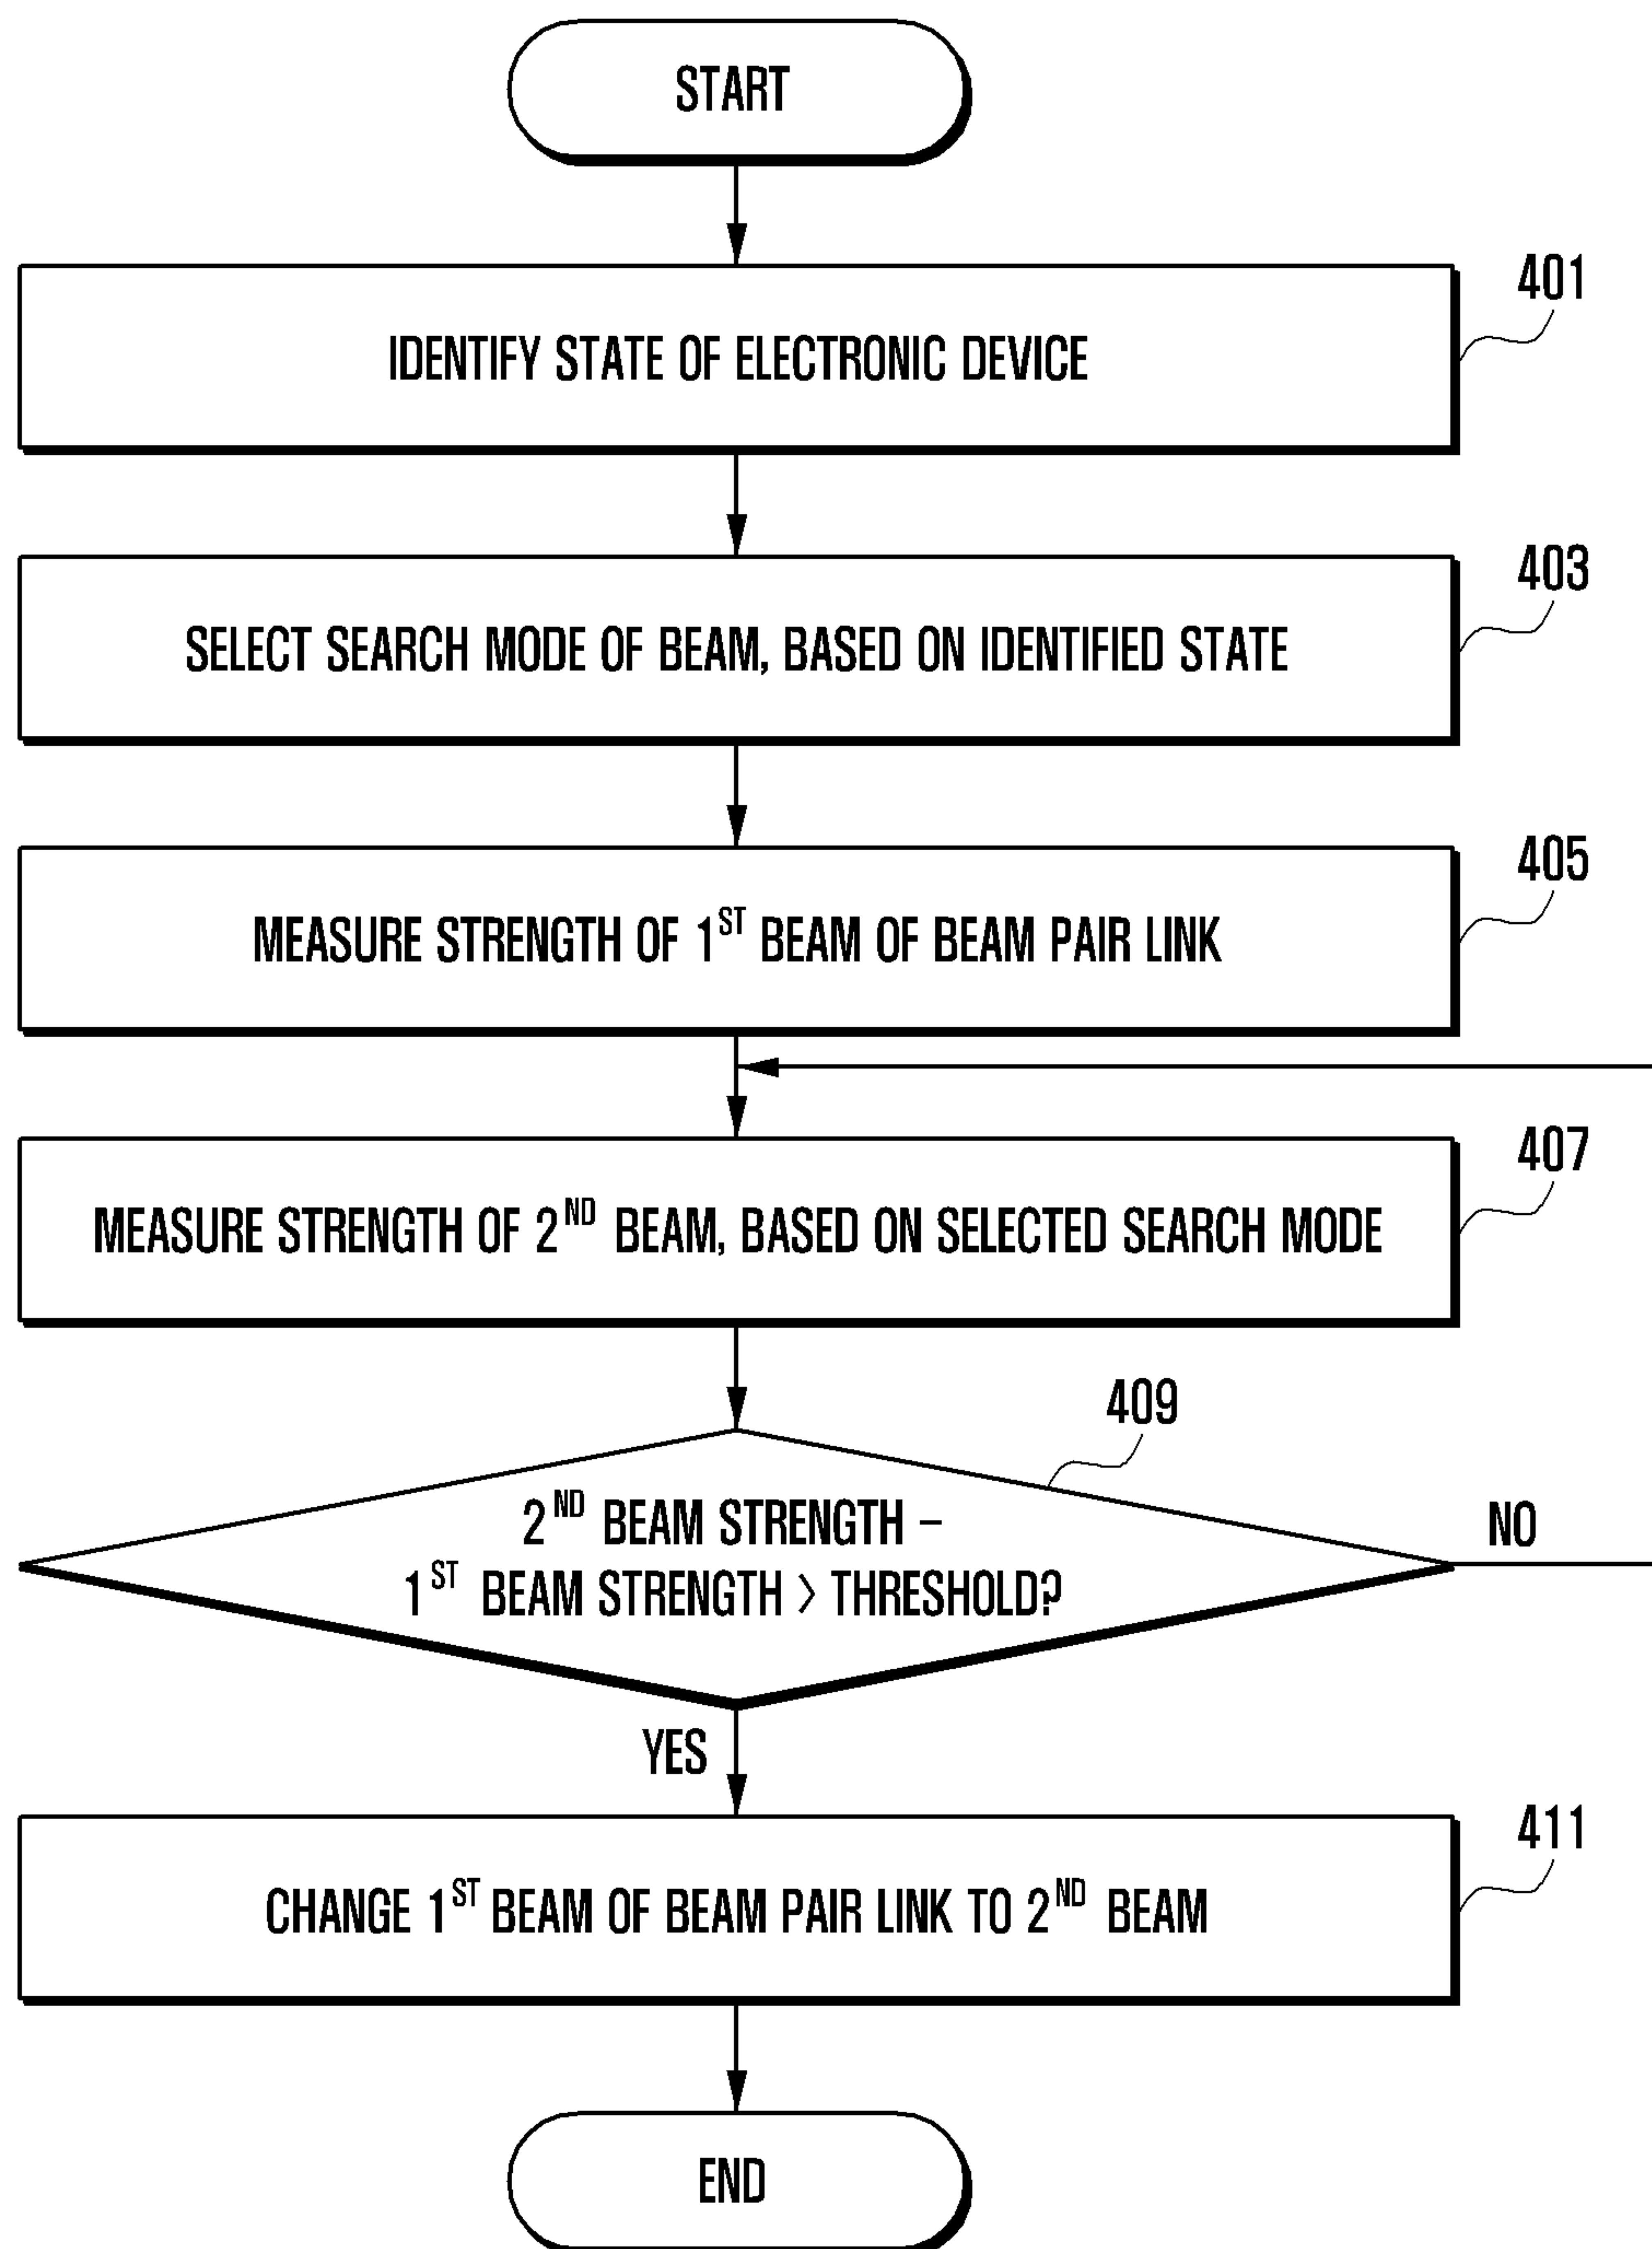 START
401
IDENTIFY STATE OF ELECTRONIC DEVICE
403
SELECT SEARCH MODE OF BEAM, BASED ON IDENTIFIED STATE
405
MEASURE STRENGTH OF 1ST BEAM OF BEAM PAIR LINK
407
MEASURE STRENGTH OF 2ND BEAM, BASED ON SELECTED SEARCH MODE
409
2ND BEAM STRENGTH –
1ST BEAM STRENGTH > THRESHOLD?
NO
YES
411
CHANGE 1ST BEAM OF BEAM PAIR LINK TO 2ND BEAM
END